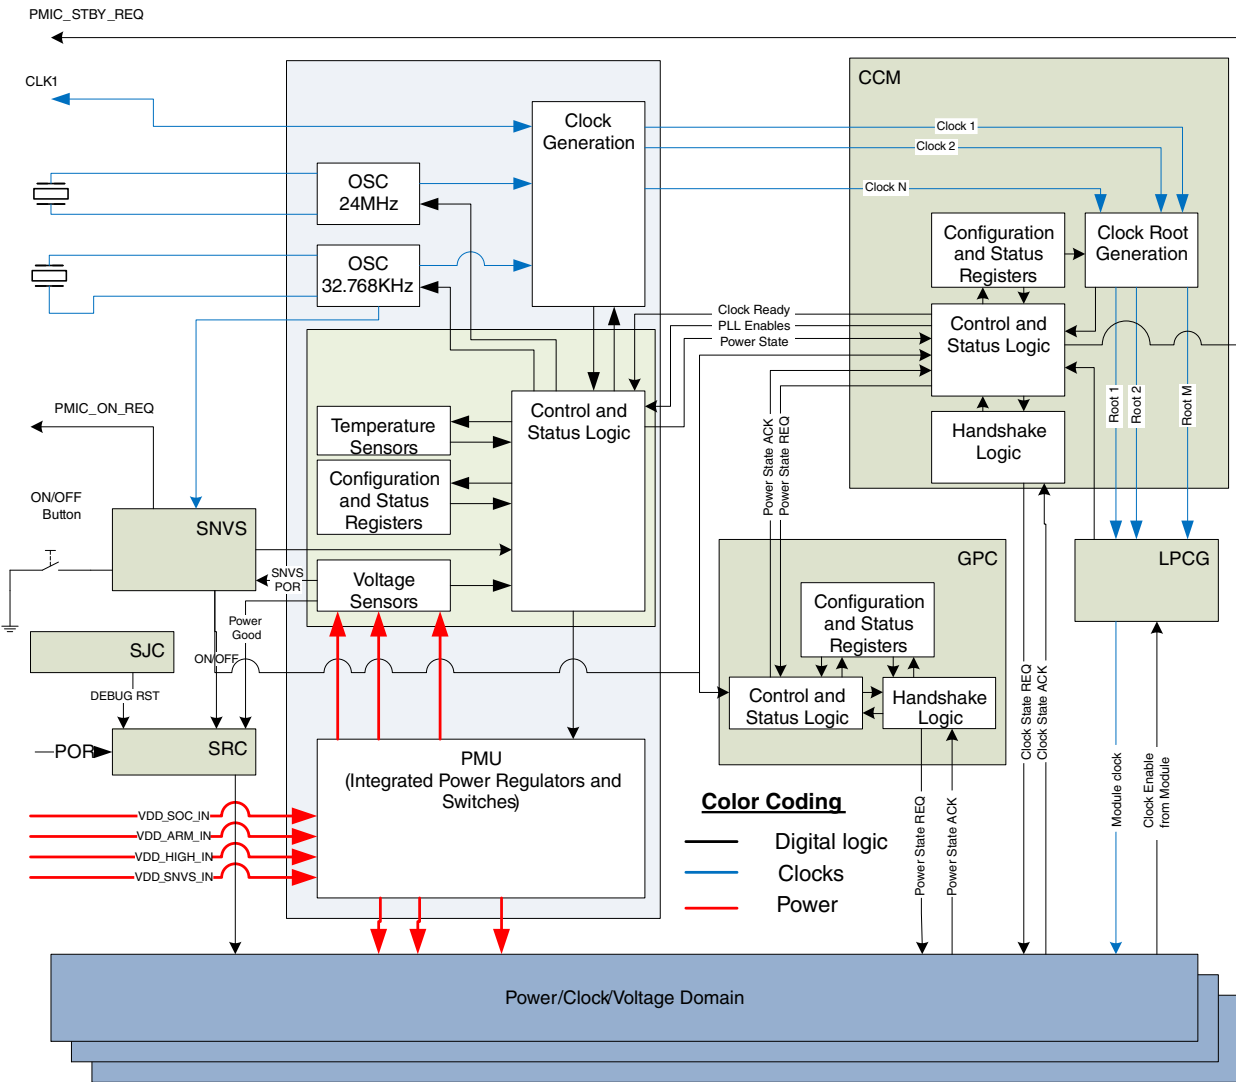 PMIC_STBY_REQ
CLK1
CCM
Clock
Generation
Clock 1
Clock 2
Clock N
OSC
24MHz
OSC
32.768KHz
Configuration
and Status
Registers
Clock Root
Generation
Clock Ready
PLL Enables
Power State
Control and
Status Logic
Root 1
Root 2
Root M
PMIC_ON_REQ
Temperature
Sensors
Control and
Status Logic
Handshake
Logic
Power State ACK
Power State REQ
Configuration
and Status
Registers
ON/OFF
Button
SNVS
GPC
LPCG
SNVS
POR
Voltage
Sensors
Configuration
and Status
Registers
Power
Good
SJC
ON/OFF
DEBUG RST
Control and
Status Logic
Handshake
Logic
Clock State REQ
Clock State ACK
POR
SRC
PMU
(Integrated Power Regulators and
Switches)
VDD_SOC_IN
VDD_ARM_IN
VDD_HIGH_IN
VDD_SNVS_IN
Color Coding
Digital logic
Clocks
Power
Power State REQ
Power State ACK
Module clock
Clock Enable
from Module
Power/Clock/Voltage Domain